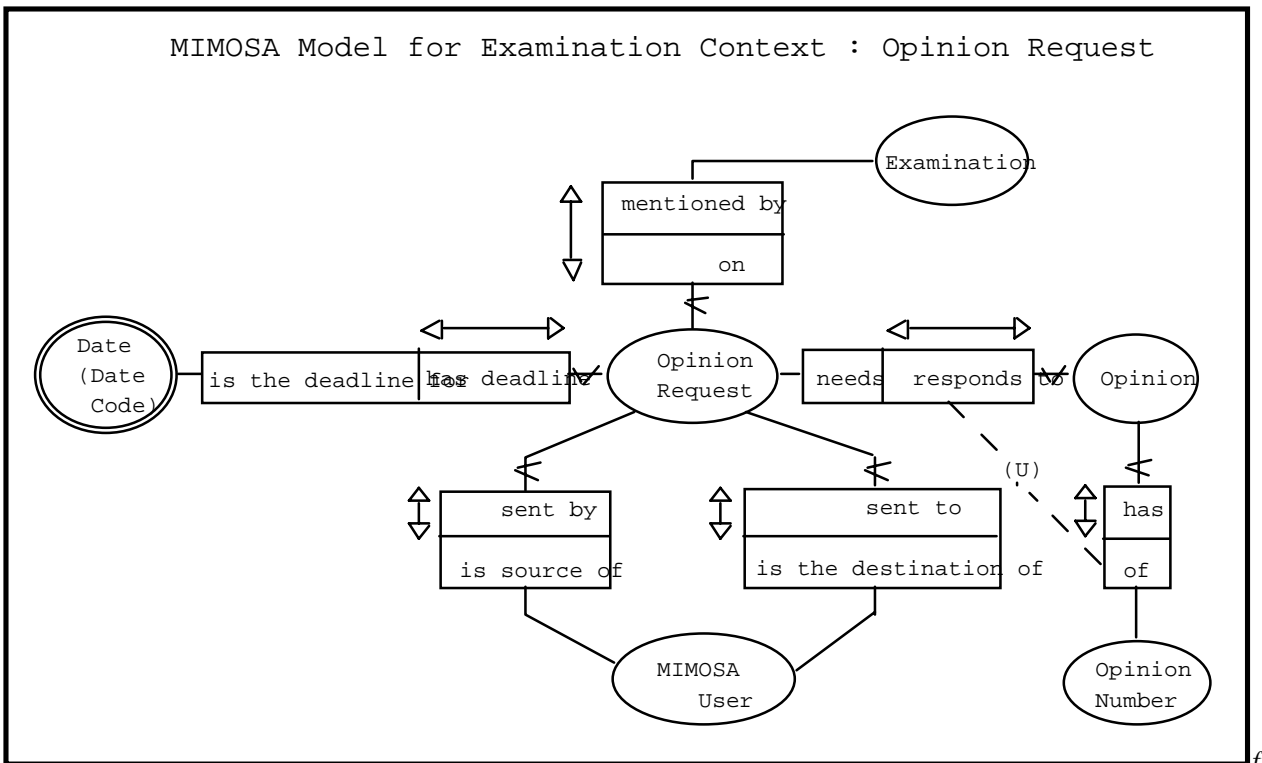 MIMOSA Model for Examination Context : Opinion Request
Examination
mentioned by
on
Date
(Date
Code)
is the deadline for
has deadline
Opinion
Request
needs
responds to
Opinion
(U)
sent by
is source of
sent to
is the destination of
has
of
MIMOSA
User
Opinion
Number
f